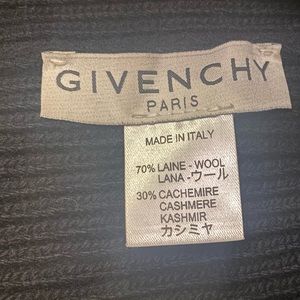 GIVENCHY
PARIS
MADE IN ITALY
70% LAINE - WOOL
LANA - ウール
30% CACHEMIRE
CASHMERE
KASHMIR
カシミヤ